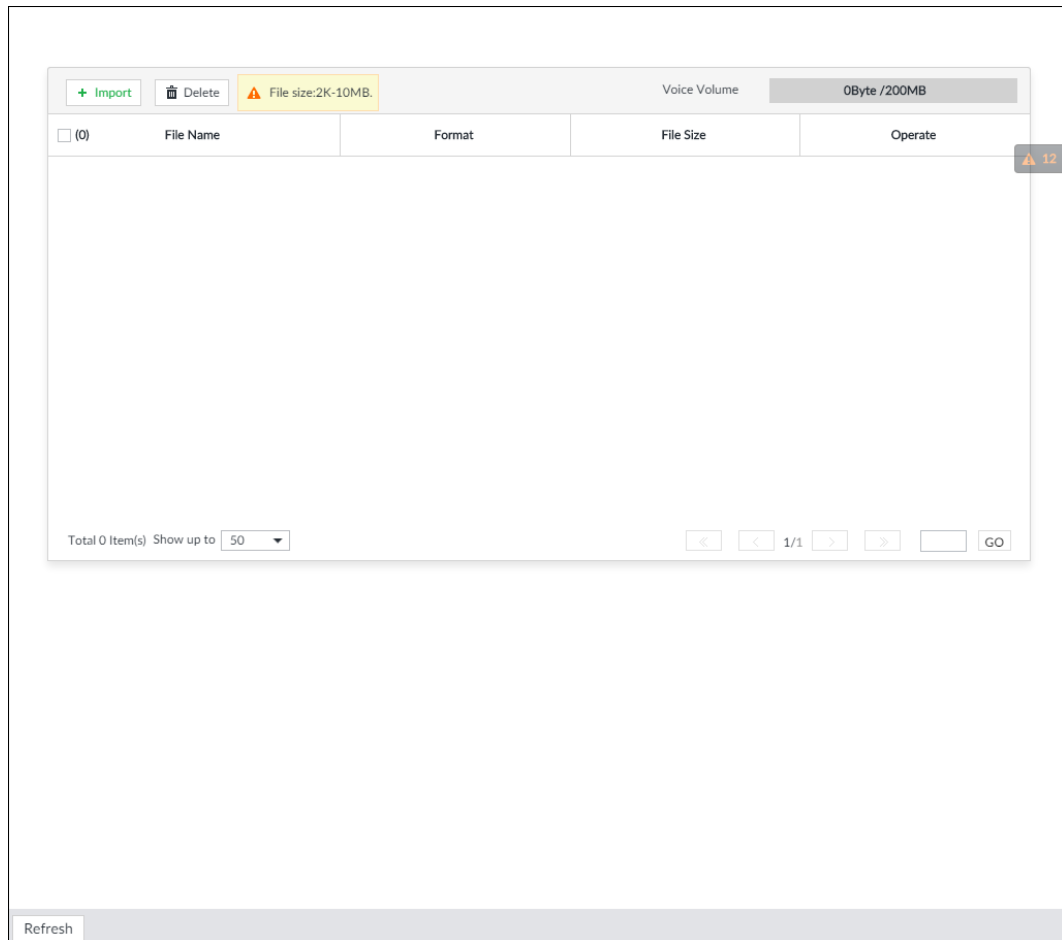 + Import Delete File size:2K-10MB. Voice Volume 0Byte /200MB
(0) File Name Format File Size Operate
12
Total 0 Item(s) Show up to 50 1/1 GO
Refresh